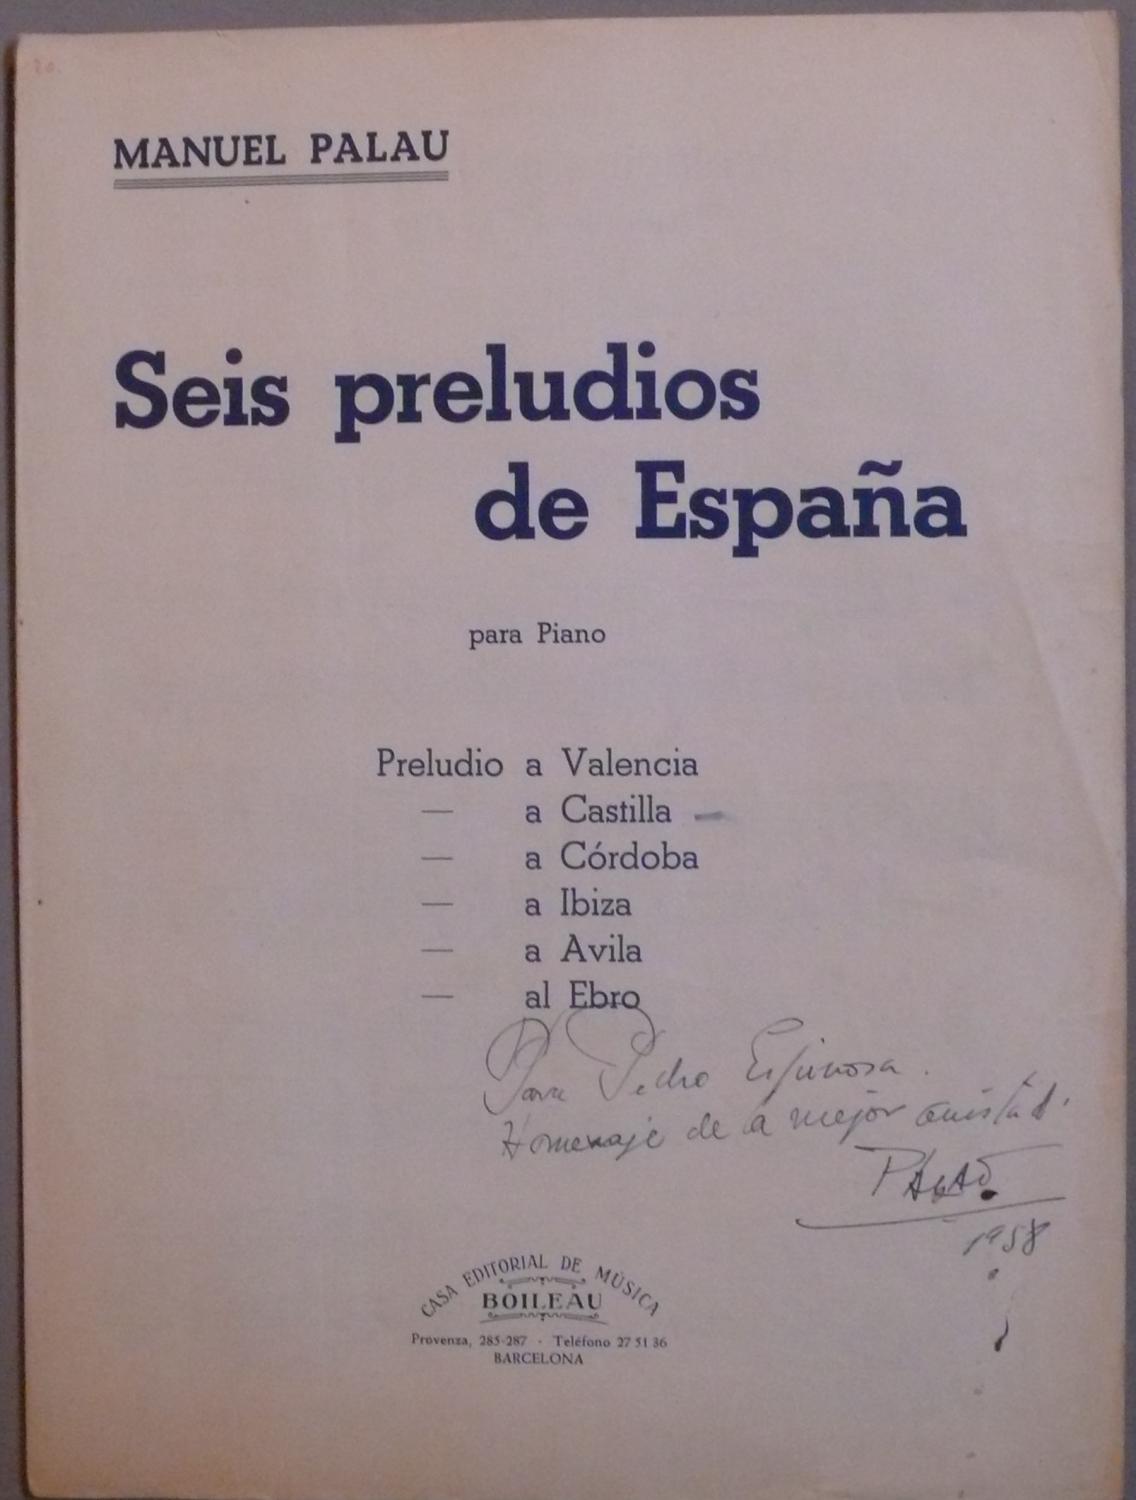 20.
MANUEL PALAU
Seis preludios
de España
para Piano
Preludio a Valencia
— a Castilla —
— a Córdoba
— a Ibiza
— a Avila
— al Ebro
Para Pedro Espinosa.
Homenaje de la mejor amistad.
PALAU.
1958
CASA EDITORIAL DE MÚSICA
BOILEAU
Provenza, 285-287 - Teléfono 27 51 36
BARCELONA